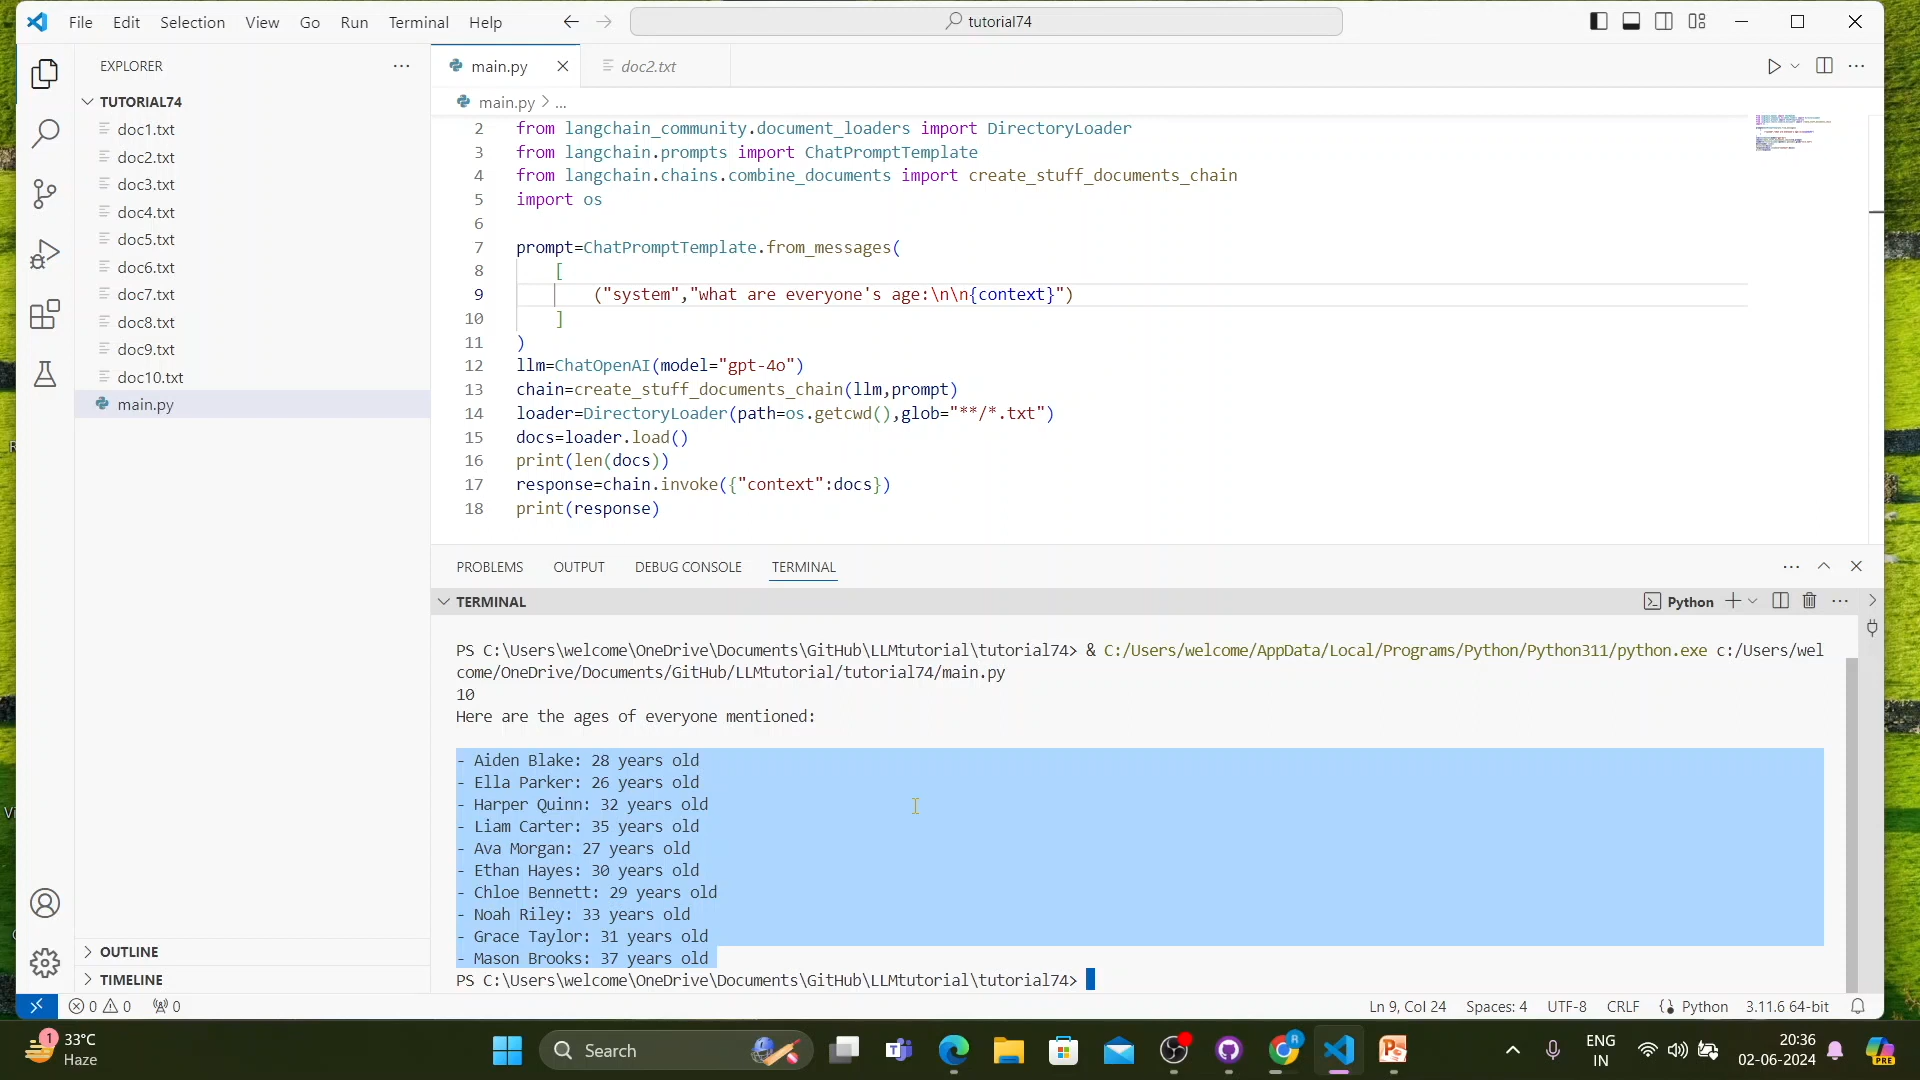 File Edit Selection View Go Run Terminal Help
tutorial74
EXPLORER
TUTORIAL74
doc1.txt
doc2.txt
doc3.txt
doc4.txt
doc5.txt
doc6.txt
doc7.txt
doc8.txt
doc9.txt
doc10.txt
main.py
OUTLINE
TIMELINE
main.py
doc2.txt
main.py > ...
2 from langchain_community.document_loaders import DirectoryLoader
3 from langchain.prompts import ChatPromptTemplate
4 from langchain.chains.combine_documents import create_stuff_documents_chain
5 import os
6
7 prompt=ChatPromptTemplate.from_messages(
8 [
9 ("system","what are everyone's age:\n\n{context}")
10 ]
11 )
12 llm=ChatOpenAI(model="gpt-4o")
13 chain=create_stuff_documents_chain(llm,prompt)
14 loader=DirectoryLoader(path=os.getcwd(),glob="**/*.txt")
15 docs=loader.load()
16 print(len(docs))
17 response=chain.invoke({"context":docs})
18 print(response)
PROBLEMS OUTPUT DEBUG CONSOLE TERMINAL
TERMINAL
Python
PS C:\Users\welcome\OneDrive\Documents\GitHub\LLMtutorial\tutorial74> & C:/Users/welcome/AppData/Local/Programs/Python/Python311/python.exe c:/Users/wel
come/OneDrive/Documents/GitHub/LLMtutorial/tutorial74/main.py
10
Here are the ages of everyone mentioned:
- Aiden Blake: 28 years old
- Ella Parker: 26 years old
- Harper Quinn: 32 years old
- Liam Carter: 35 years old
- Ava Morgan: 27 years old
- Ethan Hayes: 30 years old
- Chloe Bennett: 29 years old
- Noah Riley: 33 years old
- Grace Taylor: 31 years old
- Mason Brooks: 37 years old
PS C:\Users\welcome\OneDrive\Documents\GitHub\LLMtutorial\tutorial74>
0 0 0
Ln 9, Col 24 Spaces: 4 UTF-8 CRLF Python 3.11.6 64-bit
1
33°C
Haze
Search
ENG
IN
20:36
02-06-2024
PRE